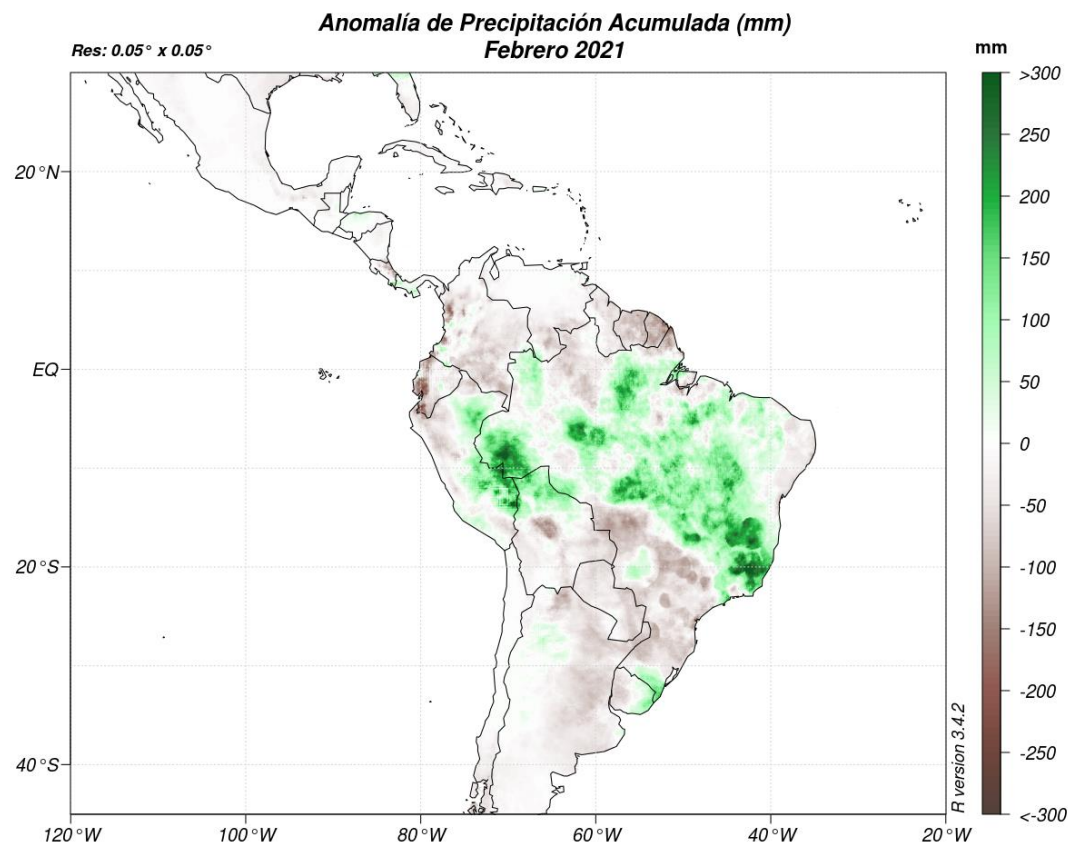 Anomalía de Precipitación Acumulada (mm)
Febrero 2021
Res: 0.05° x 0.05°
mm
>300
250
200
150
100
50
0
-50
-100
-150
-200
-250
<-300
20°N
EQ
20°S
40°S
120°W
100°W
80°W
60°W
40°W
20°W
R version 3.4.2